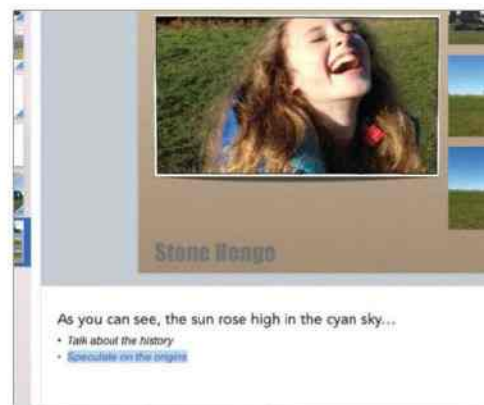 Stone Henge
As you can see, the sun rose high in the cyan sky...
• Talk about the history
• Speculate on the origins